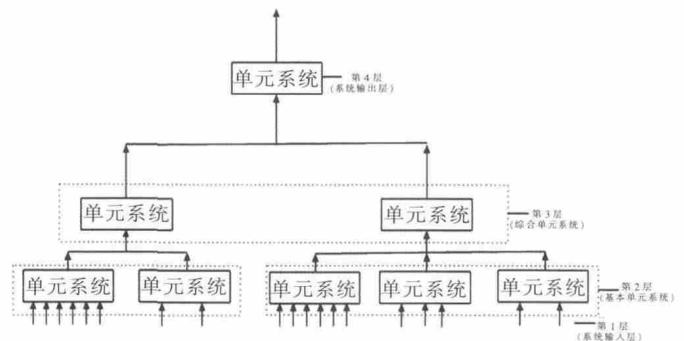 单元系统
第4层
(系统输出层)
单元系统
单元系统
第3层
(综合单元系统)
单元系统
单元系统
单元系统
单元系统
单元系统
第2层
(基本单元系统)
第1层
(系统输入层)